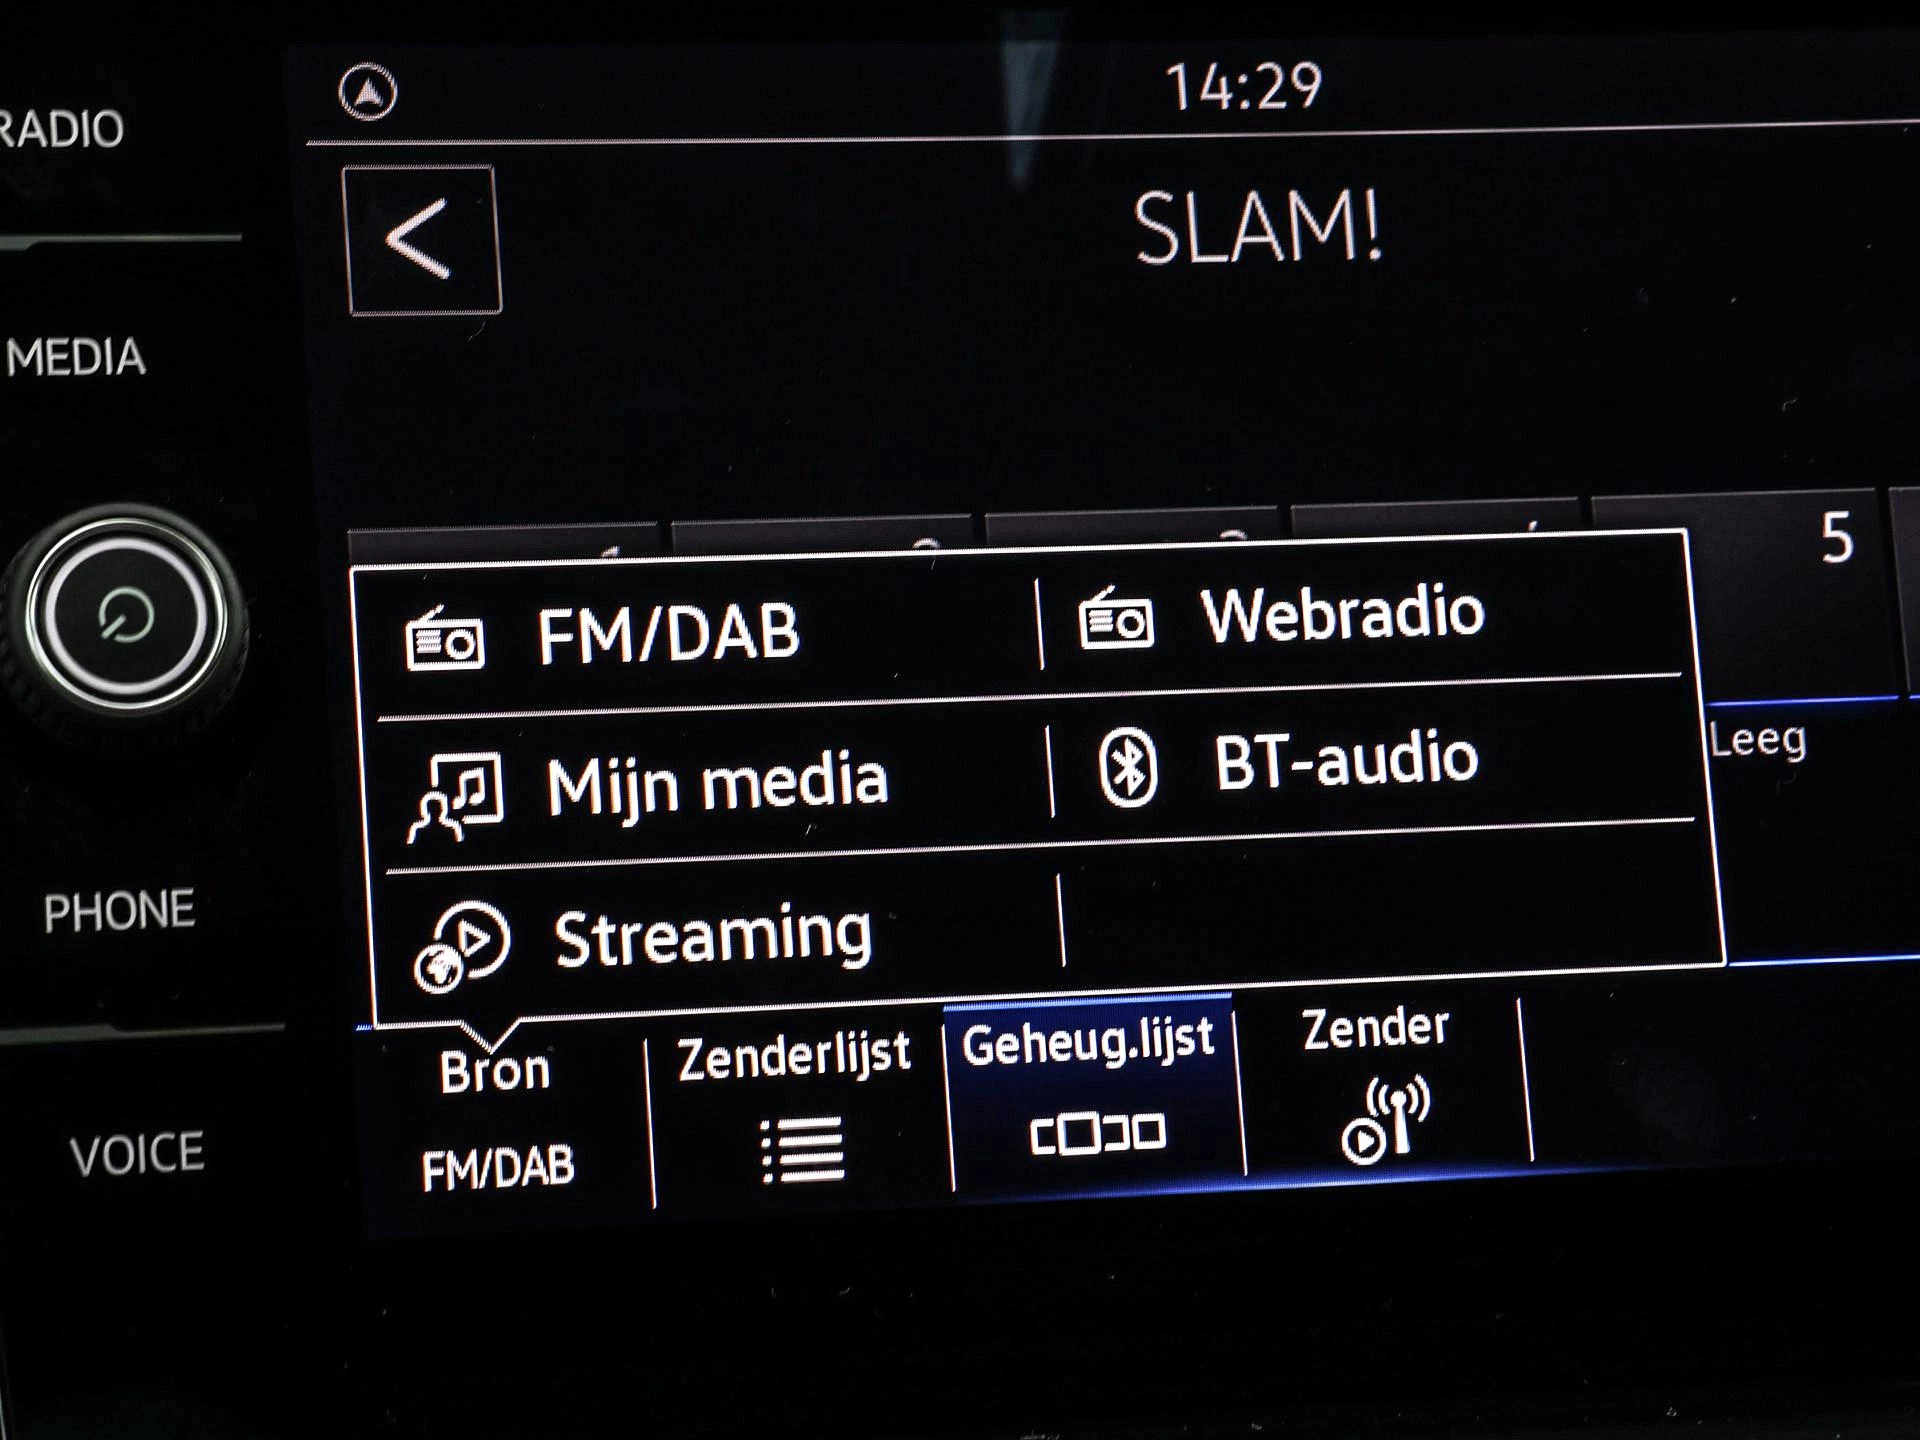 RADIO
14:29
SLAM!
MEDIA
5
FM/DAB
Webradio
Leeg
Mijn media
BT-audio
PHONE
Streaming
Bron
Zenderlijst
Geheug.lijst
Zender
VOICE
FM/DAB